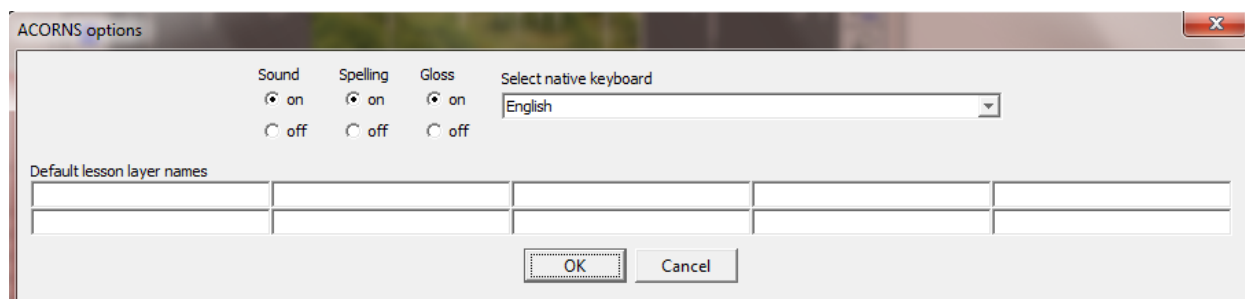 ACORNS options
X
Sound Spelling Gloss Select native keyboard
on on on English
off off off
Default lesson layer names
OK Cancel